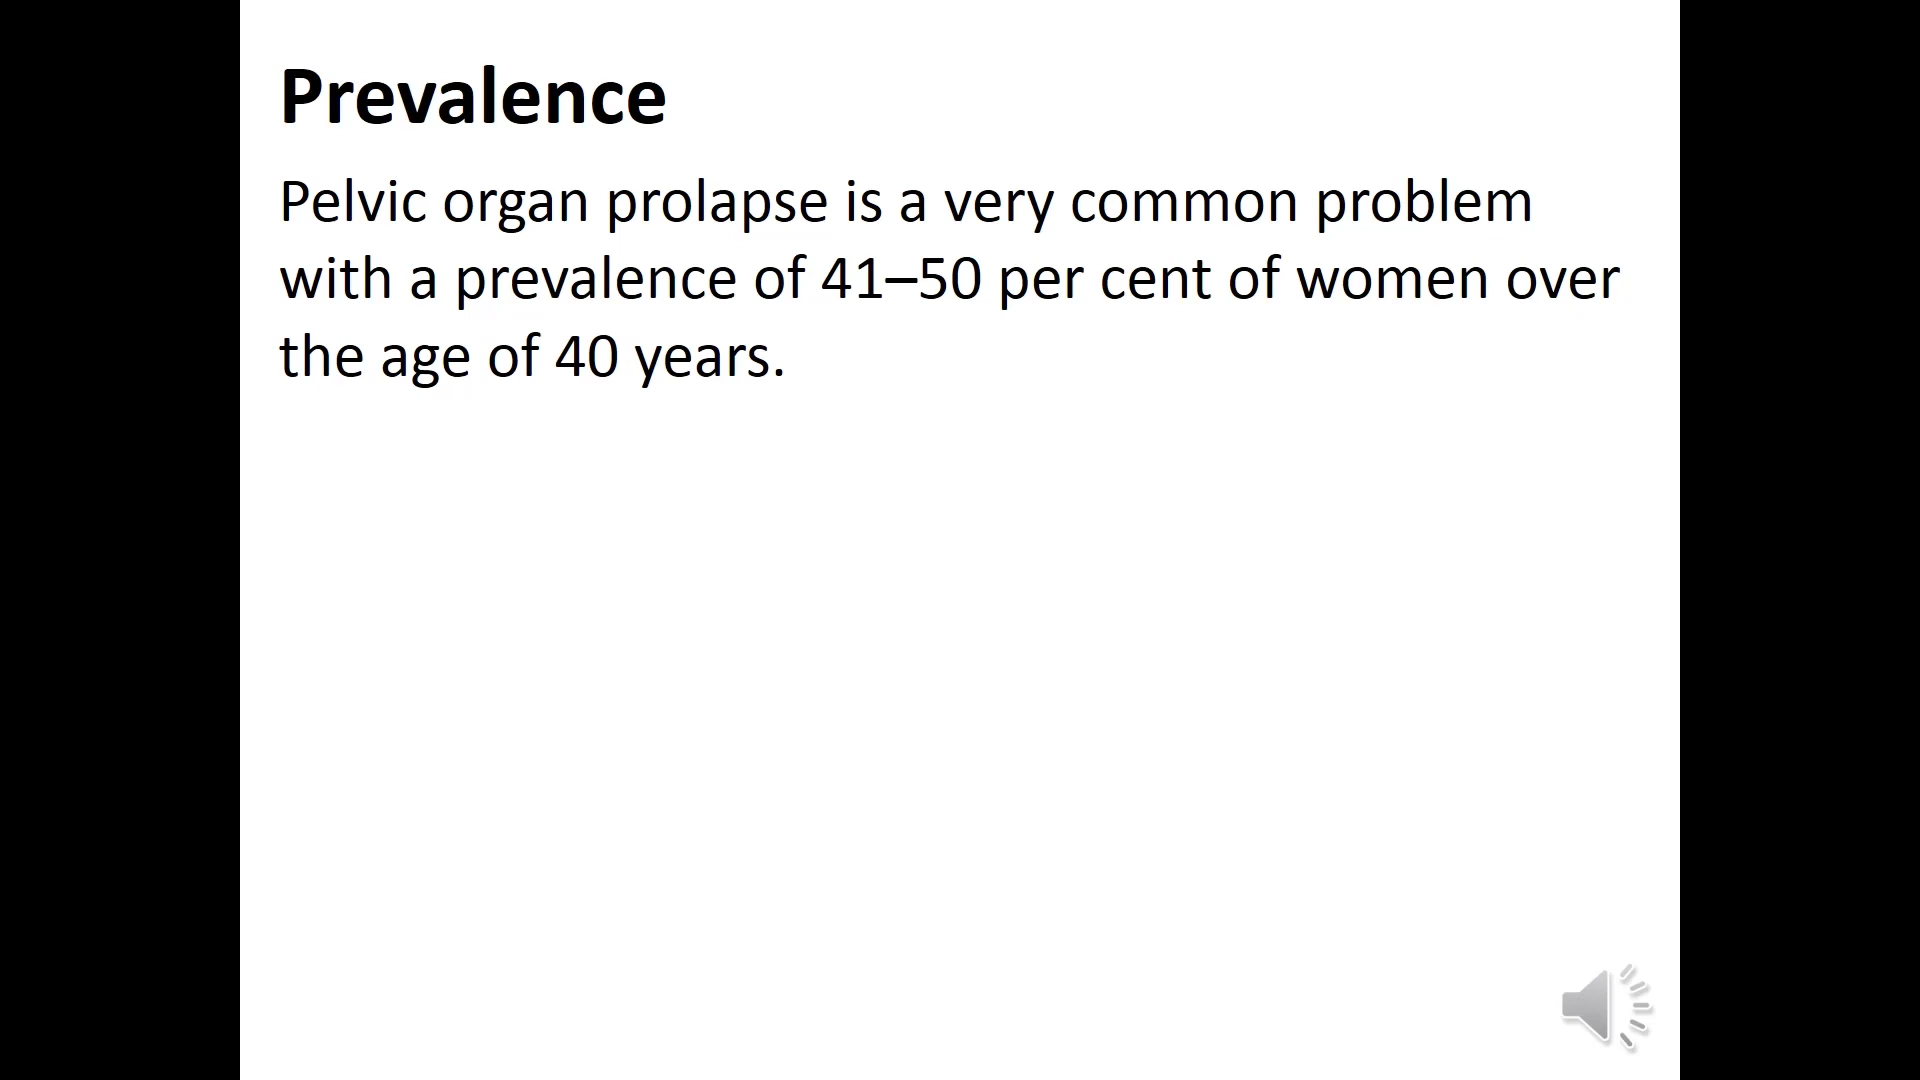 Prevalence
Pelvic organ prolapse is a very common problem
with a prevalence of 41–50 per cent of women over
the age of 40 years.